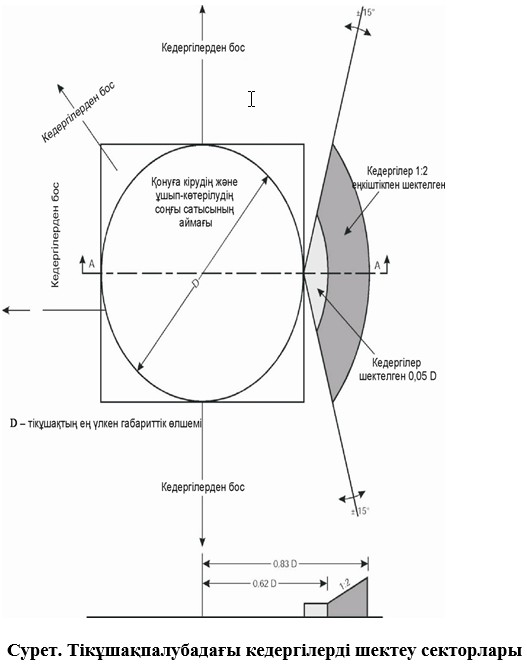 ± 15°
Кедергілерден бос
Кедергілерден бос
Кедергілерден бос
Қонуға кірудің және
ұшып-көтерілудің
соңғы сатысының
аймағы
Кедергілер 1:2
еңкіштікпен шектелген
A
A
D
Кедергілер
шектелген 0,05 D
D – тікұшақтың ең үлкен габариттік өлшемі
Кедергілерден бос
± 15°
0.83 D
0.62 D
1:2
Сурет. Тікұшақпалубадағы кедергілерді шектеу секторлары